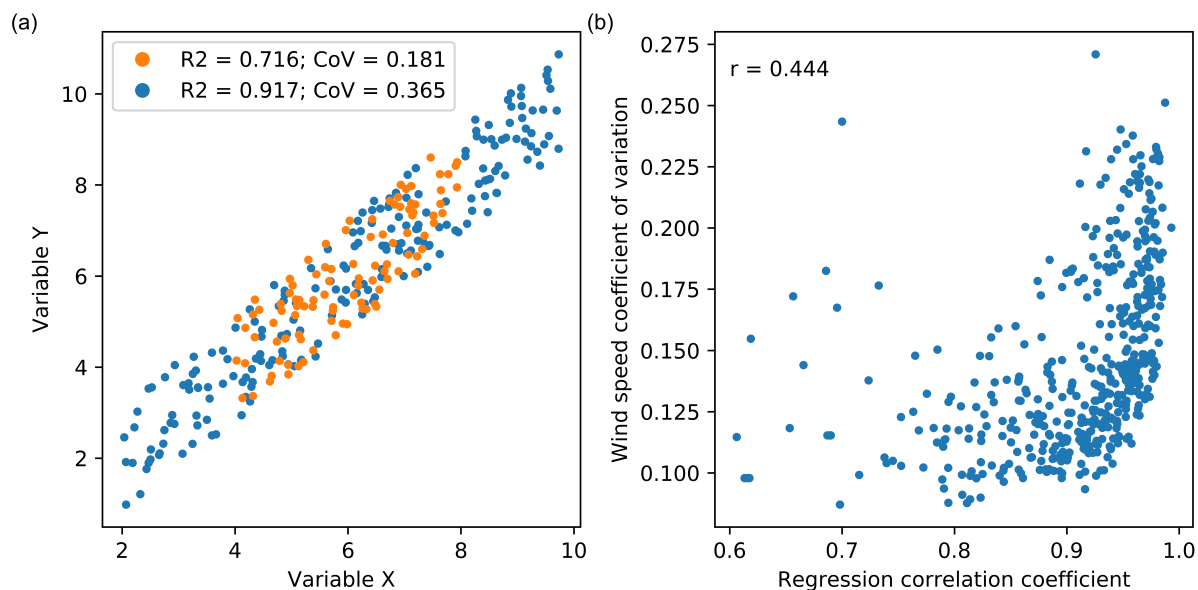 (a)
R2 = 0.716; CoV = 0.181
R2 = 0.917; CoV = 0.365
10
8
6
4
2
Variable Y
2 4 6 8 10
Variable X
(b)
r = 0.444
0.275
0.250
0.225
0.200
0.175
0.150
0.125
0.100
Wind speed coefficient of variation
0.6 0.7 0.8 0.9 1.0
Regression correlation coefficient